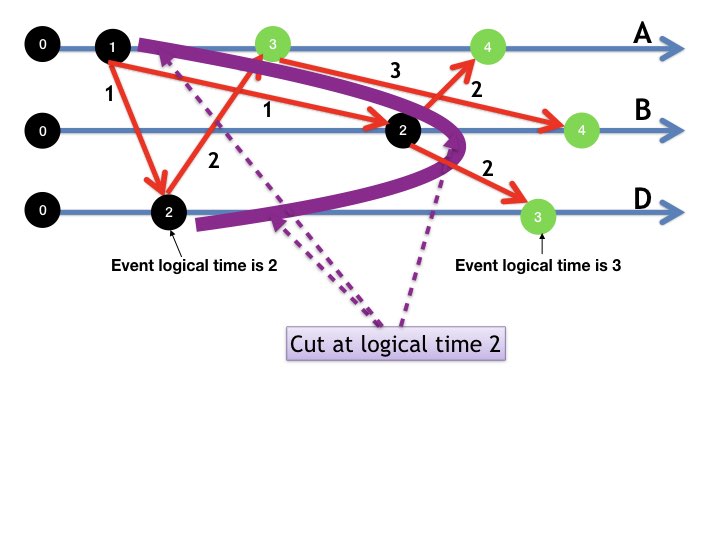 0 1 3 4 A
3
2
1
1
B
0 2 4
2
2
D
0 2 3
Event logical time is 2
Event logical time is 3
Cut at logical time 2